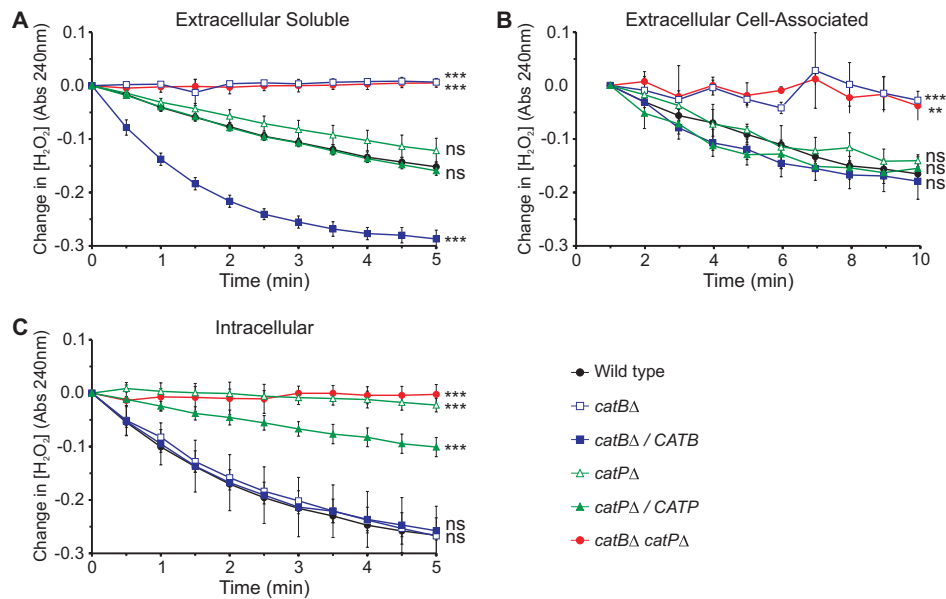 A
Extracellular Soluble
Change in [H₂O₂] (Abs 240nm)
0.1
0.0
-0.1
-0.2
-0.3
0
1
2
3
4
5
Time (min)
***
***
ns
ns
***
B
Extracellular Cell-Associated
Change in [H₂O₂] (Abs 240nm)
0.1
0.0
-0.1
-0.2
-0.3
0
2
4
6
8
10
Time (min)
***
**
ns
ns
ns
C
Intracellular
Change in [H₂O₂] (Abs 240nm)
0.1
0.0
-0.1
-0.2
-0.3
0
1
2
3
4
5
Time (min)
***
***
***
ns
ns
Wild type
catBΔ
catBΔ / CATB
catPΔ
catPΔ / CATP
catBΔ catPΔ